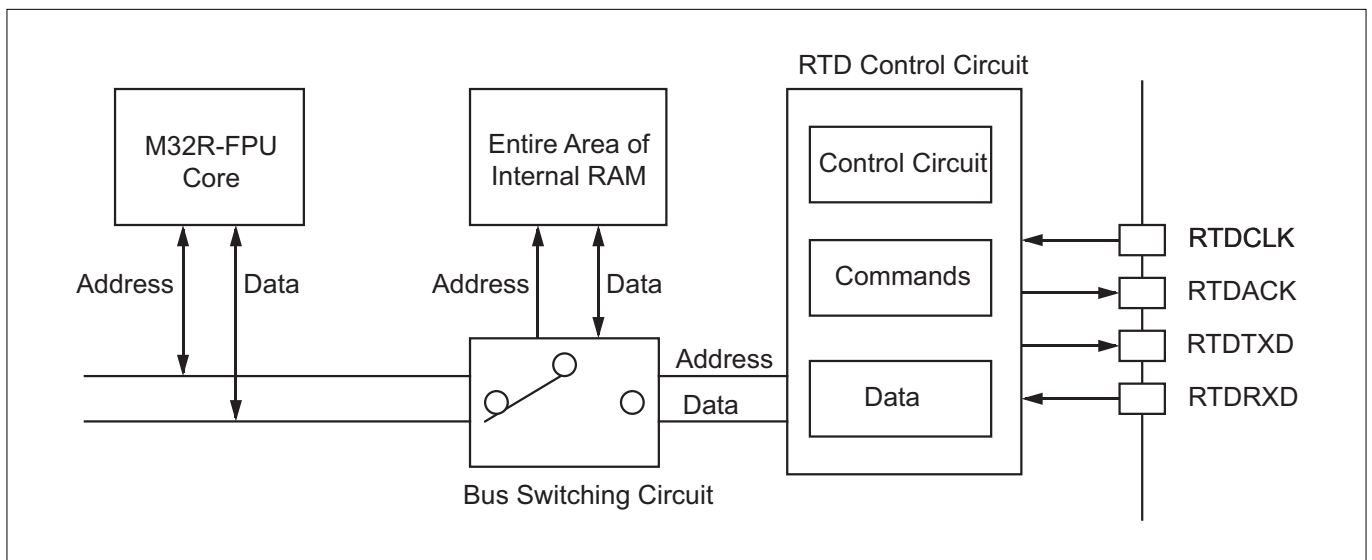 RTD Control Circuit
M32R-FPU
Core
Entire Area of
Internal RAM
Control Circuit
Commands
Data
Address
Data
Address
Data
Address
Data
RTDCLK
RTDACK
RTDTXD
RTDRXD
Bus Switching Circuit